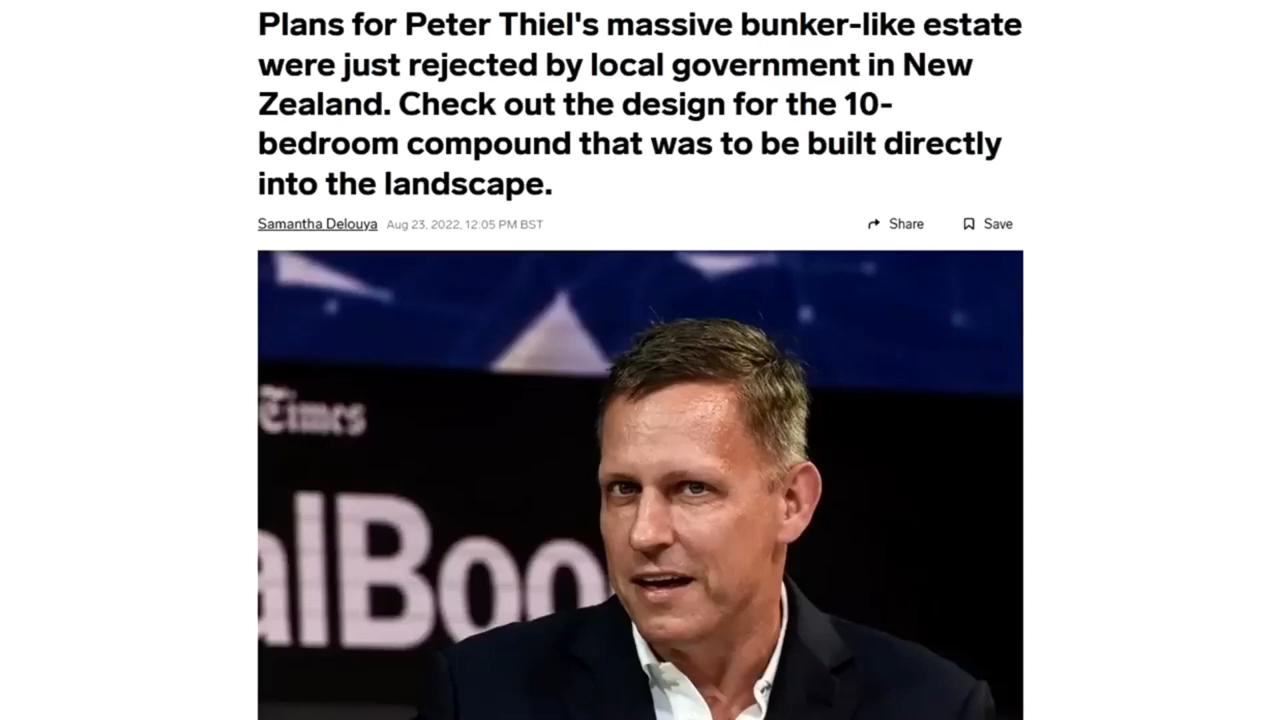 Plans for Peter Thiel's massive bunker-like estate
were just rejected by local government in New
Zealand. Check out the design for the 10-
bedroom compound that was to be built directly
into the landscape.
Samantha Delouya Aug 23, 2022, 12:05 PM BST Share Save
Times
alBoo